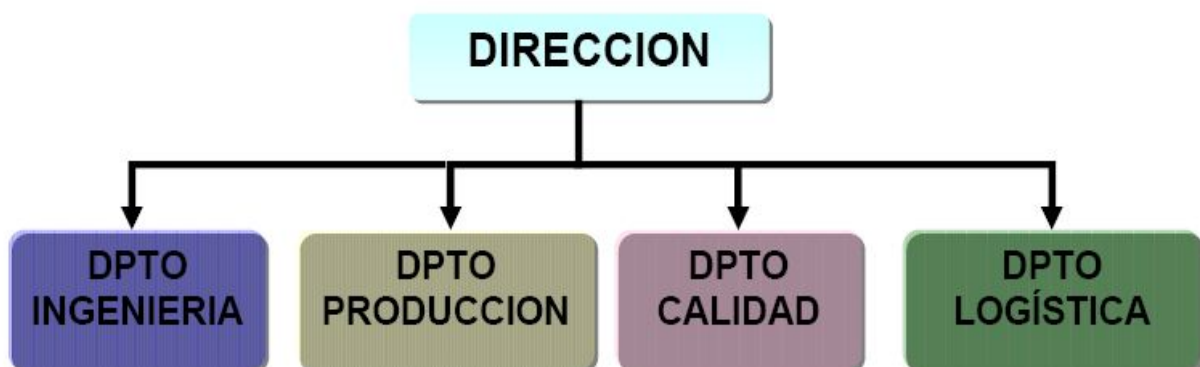 DIRECCION
DPTO
INGENIERIA
DPTO
PRODUCCION
DPTO
CALIDAD
DPTO
LOGÍSTICA